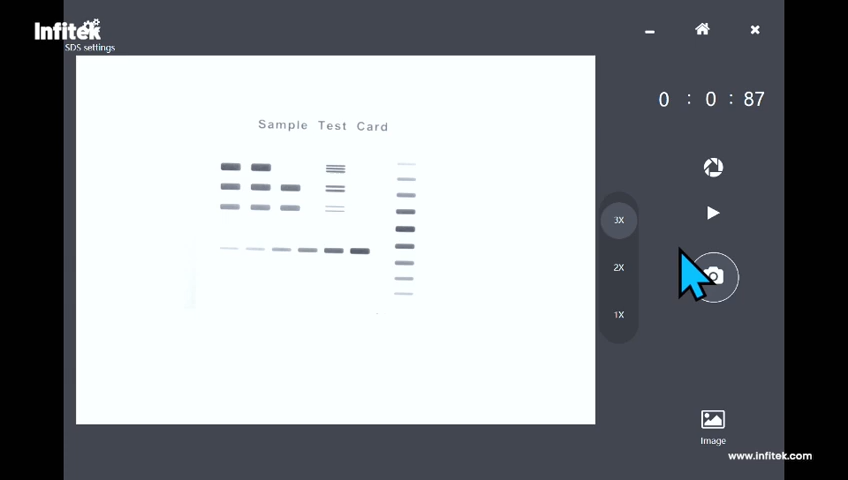 Infitek
SDS settings
0 : 0 : 87
Sample Test Card
3X
2X
1X
Image
www.infitek.com